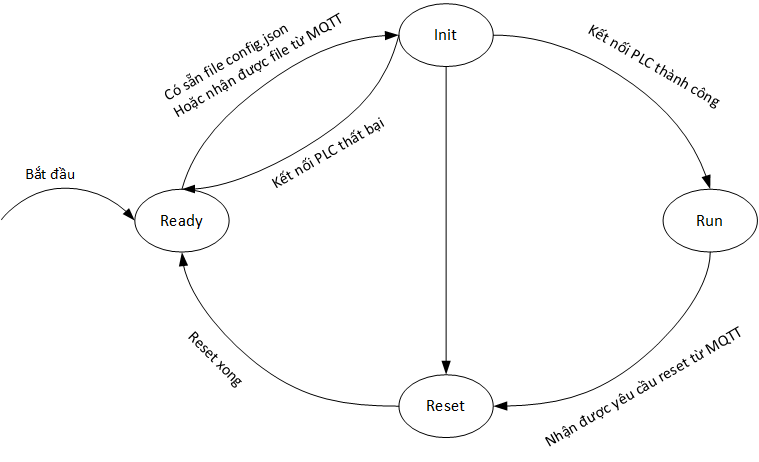 Init
Có sẵn file config.json
Hoặc nhận được file từ MQTT
Kết nối PLC thành công
Kết nối PLC thất bại
Bắt đầu
Ready
Run
Reset xong
Nhận được yêu cầu reset từ MQTT
Reset